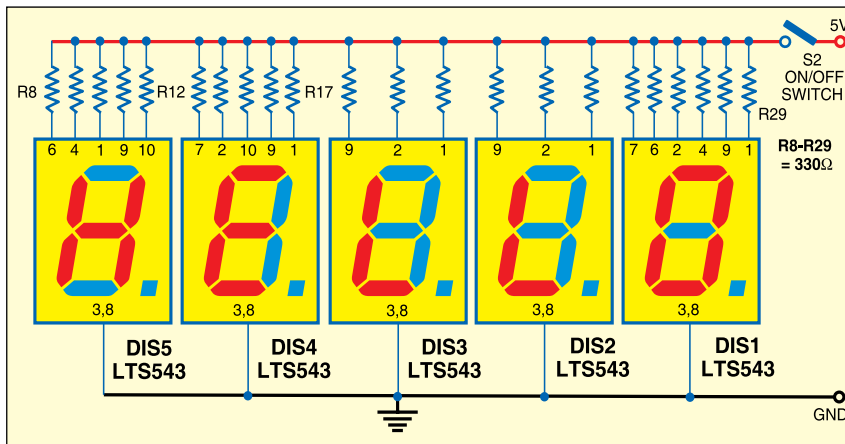 5V
S2
ON/OFF
SWITCH
R8 R12 R17 R29
R8-R29
= 330Ω
6 4 1 9 10 7 2 10 9 1 9 2 1 9 2 1 7 6 2 4 9 1
3,8 3,8 3,8 3,8 3,8
DIS5 DIS4 DIS3 DIS2 DIS1
LTS543 LTS543 LTS543 LTS543 LTS543
GND